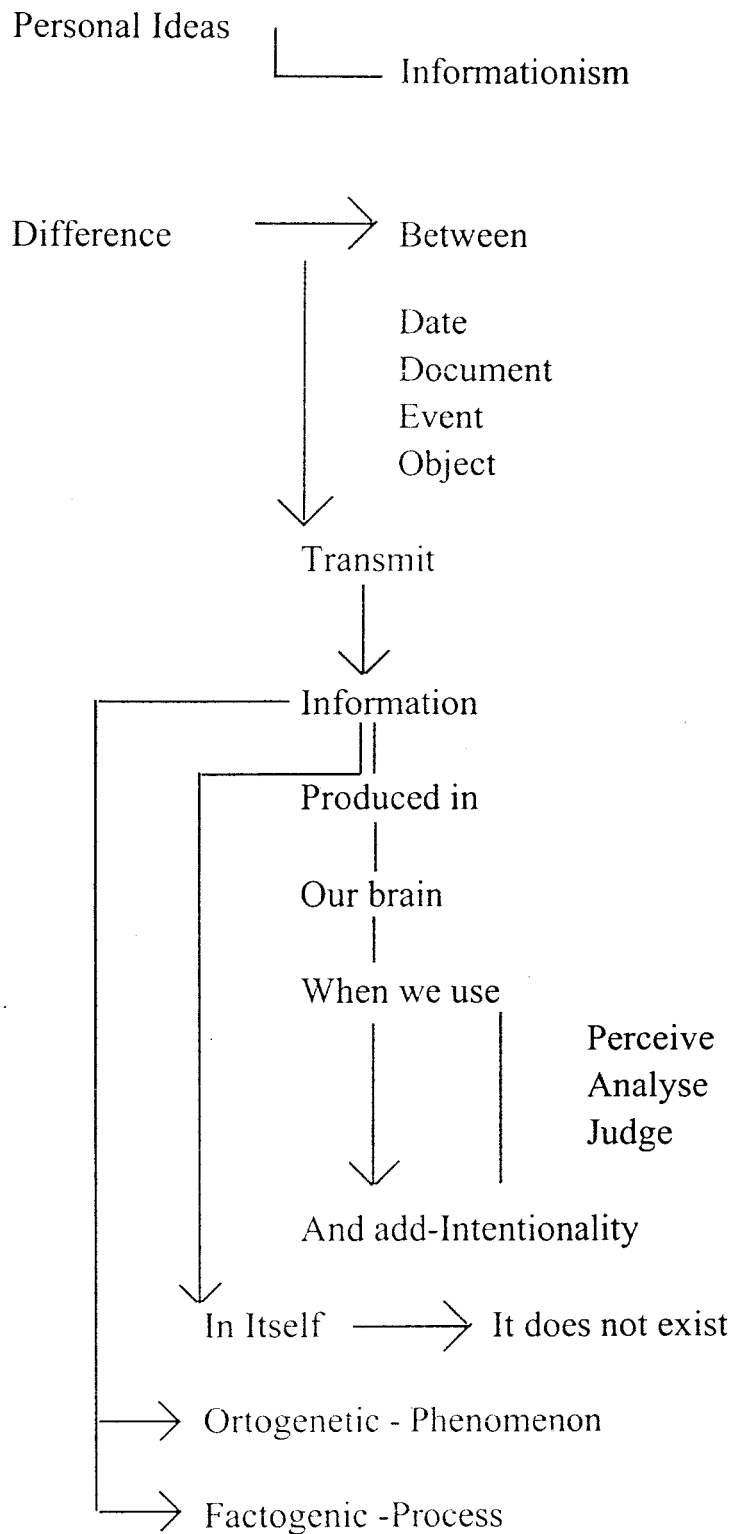 Personal Ideas
Informationism
Difference
Between
Date
Document
Event
Object
Transmit
Information
Produced in
Our brain
When we use
Perceive
Analyse
Judge
And add-Intentionality
In Itself
It does not exist
Ortogenetic - Phenomenon
Factogenic -Process